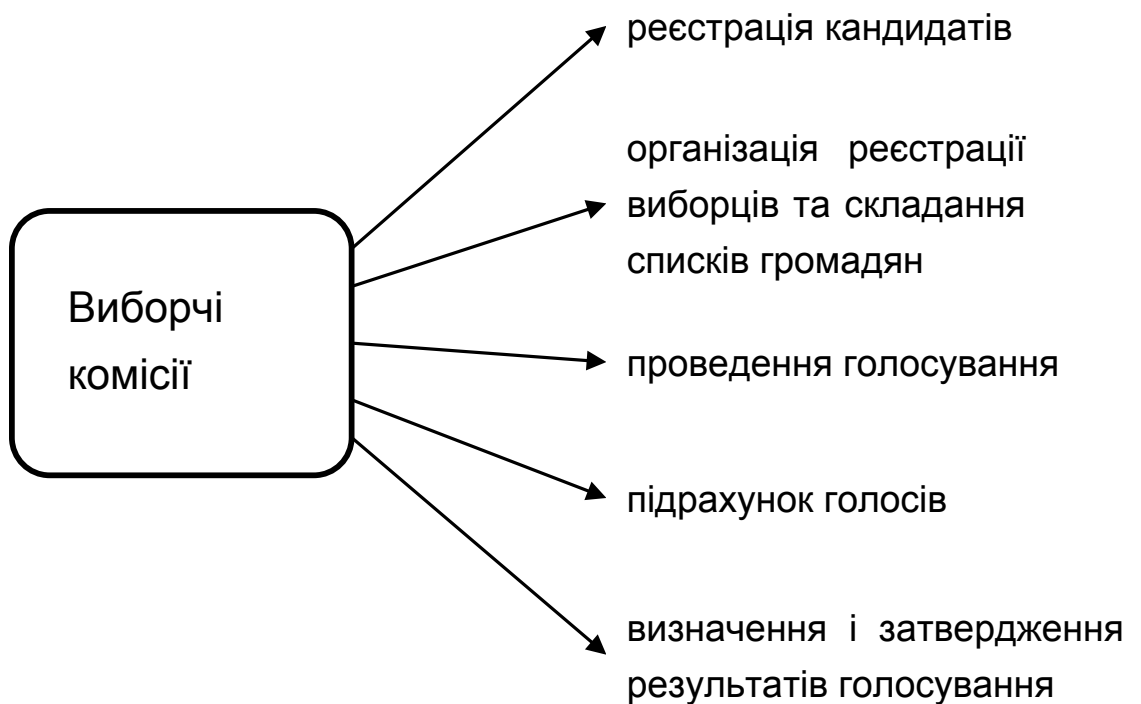 реєстрація кандидатів
організація реєстрації
виборців та складання
списків громадян
Виборчі
комісії
проведення голосування
підрахунок голосів
визначення і затвердження
результатів голосування